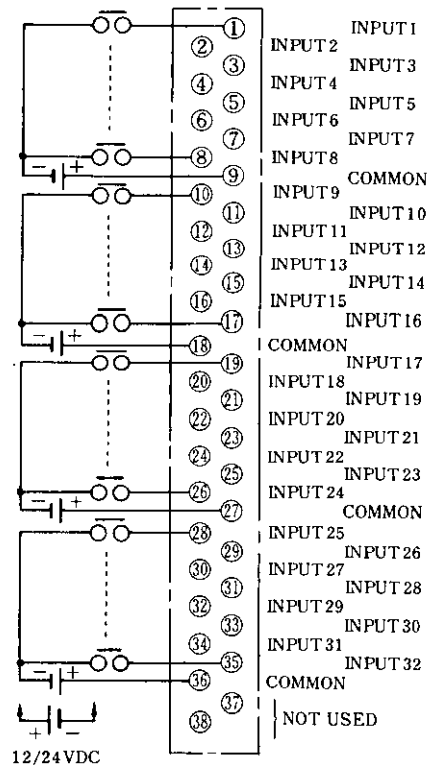 ① INPUT1
② INPUT2
③ INPUT3
④ INPUT4
⑤ INPUT5
⑥ INPUT6
⑦ INPUT7
⑧ INPUT8
− + ⑨ COMMON
⑩ INPUT9
⑪ INPUT10
⑫ INPUT11
⑬ INPUT12
⑭ INPUT13
⑮ INPUT14
⑯ INPUT15
⑰ INPUT16
− + ⑱ COMMON
⑲ INPUT17
⑳ INPUT18
㉑ INPUT19
㉒ INPUT20
㉓ INPUT21
㉔ INPUT22
㉕ INPUT23
㉖ INPUT24
− + ㉗ COMMON
㉘ INPUT25
㉙ INPUT26
㉚ INPUT27
㉛ INPUT28
㉜ INPUT29
㉝ INPUT30
㉞ INPUT31
㉟ INPUT32
− + ㊱ COMMON
㊲
㊳ NOT USED
+ −
12/24VDC